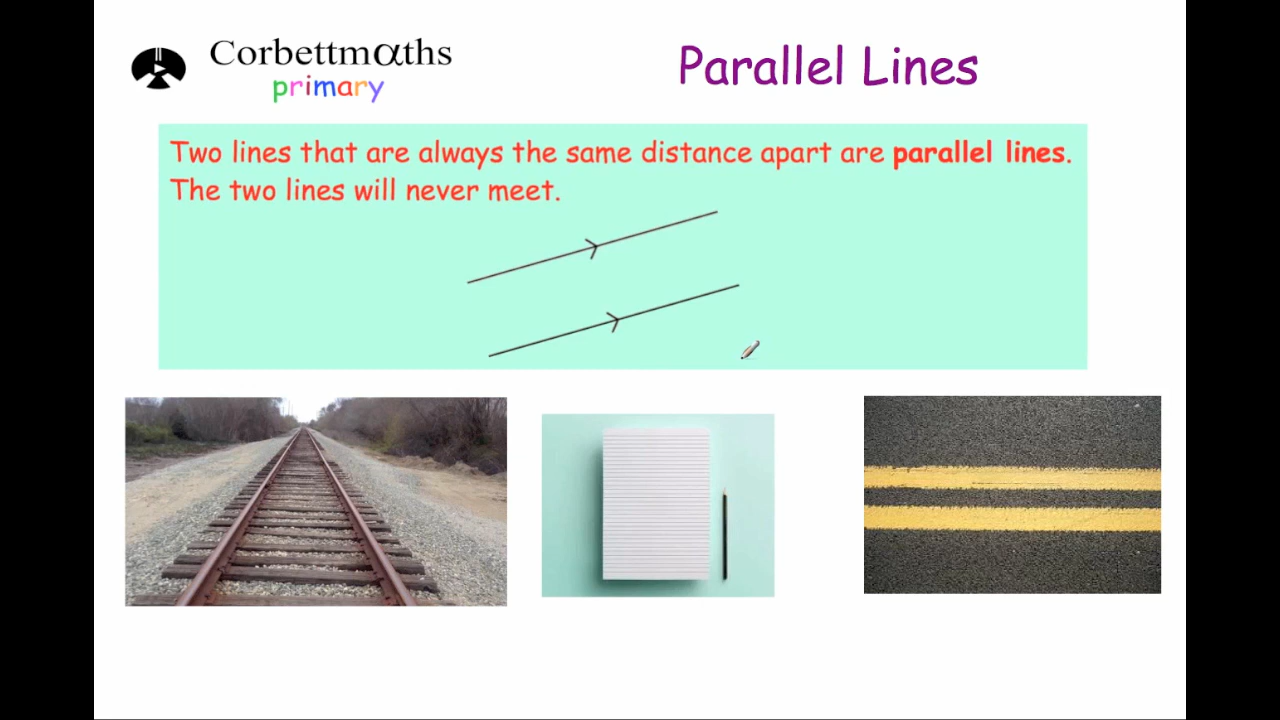 Corbettmαths
primary
Parallel Lines
Two lines that are always the same distance apart are parallel lines.
The two lines will never meet.